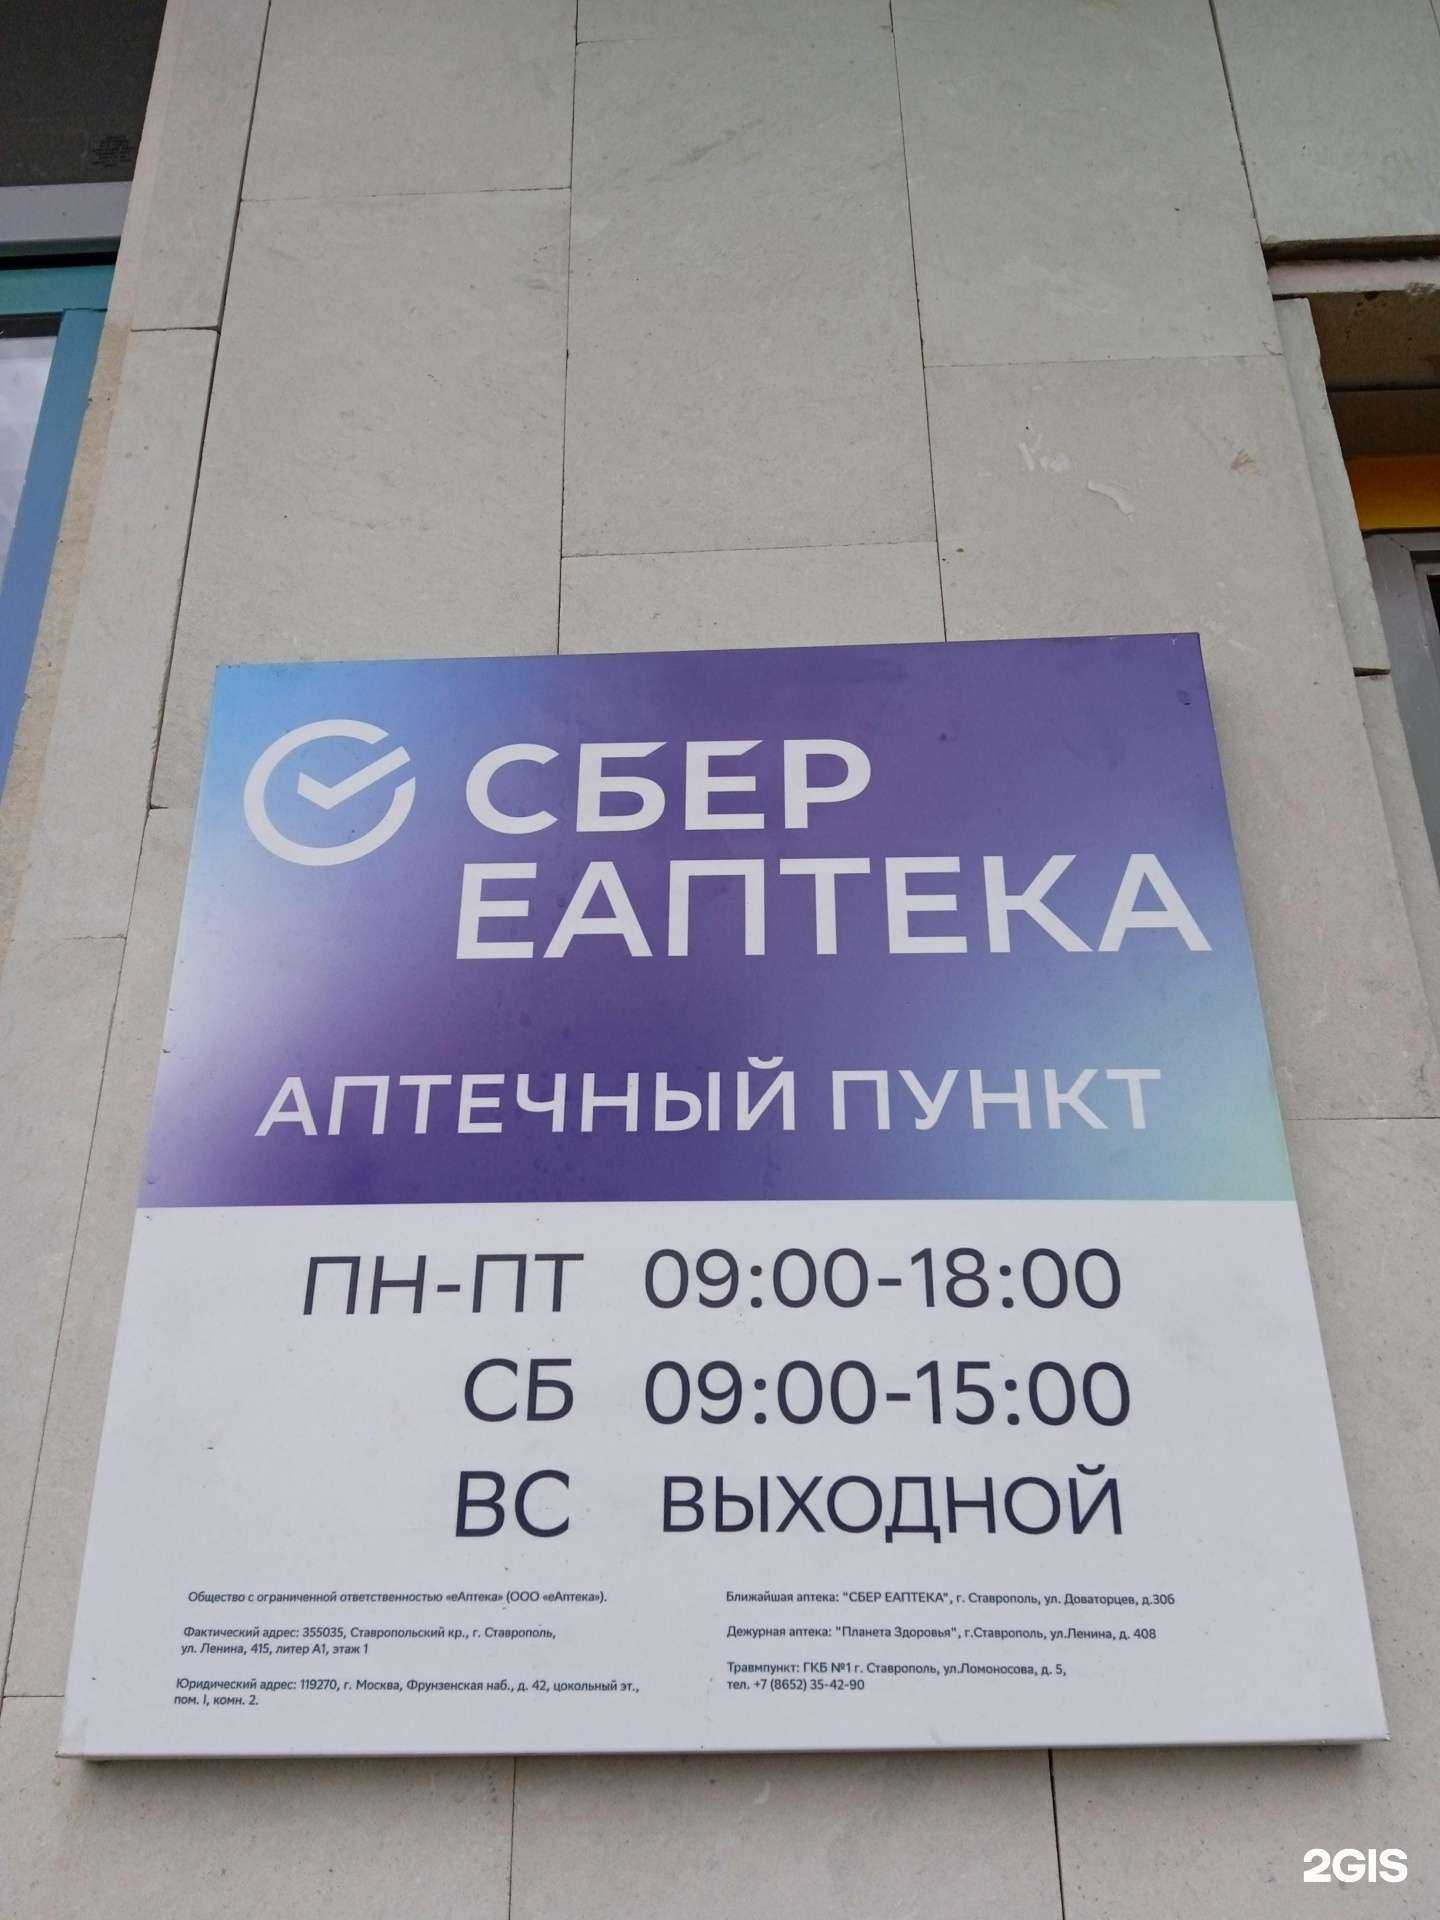 СБЕР
ЕАПТЕКА
АПТЕЧНЫЙ ПУНКТ
ПН-ПТ 09:00-18:00
СБ 09:00-15:00
ВС ВЫХОДНОЙ
Общество с ограниченной ответственностью «еАптека» (ООО «еАптека»).
Фактический адрес: 355035, Ставропольский кр., г. Ставрополь,
ул. Ленина, 415, литер А1, этаж 1
Юридический адрес: 119270, г. Москва, Фрунзенская наб., д. 42, цокольный эт.,
пом. I, комн. 2.
Ближайшая аптека: "СБЕР ЕАПТЕКА", г. Ставрополь, ул. Доваторцев, д.30б
Дежурная аптека: "Планета Здоровья", г.Ставрополь, ул.Ленина, д. 408
Травмпункт: ГКБ №1 г. Ставрополь, ул.Ломоносова, д. 5,
тел. +7 (8652) 35-42-90
2GIS